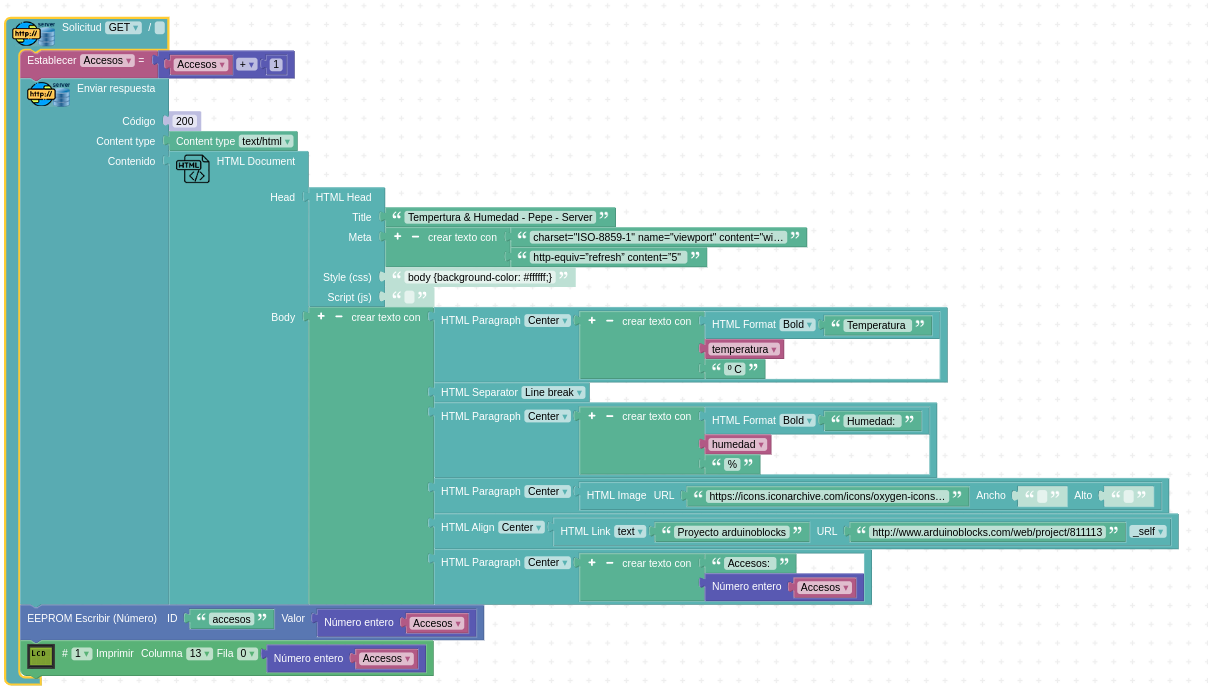 http:// server Solicitud GET ▾ /
Establecer Accesos ▾ = Accesos ▾ + ▾ 1
http:// server Enviar respuesta
Código 200
Content type Content type text/html ▾
Contenido HTML HTML Document
Head HTML Head
Title “ Tempertura & Humedad - Pepe - Server ”
Meta + − crear texto con “ charset="ISO-8859-1" name="viewport" content="wi... ”
“ http-equiv="refresh" content="5" ”
Style (css) “ body {background-color: #ffffff;} ”
Script (js) “ ”
Body + − crear texto con HTML Paragraph Center ▾ + − crear texto con HTML Format Bold ▾ “ Temperatura ”
temperatura ▾
“ º C ”
HTML Separator Line break ▾
HTML Paragraph Center ▾ + − crear texto con HTML Format Bold ▾ “ Humedad: ”
humedad ▾
“ % ”
HTML Paragraph Center ▾ HTML Image URL “ https://icons.iconarchive.com/icons/oxygen-icons... ” Ancho “ ” Alto “ ”
HTML Align Center ▾ HTML Link text ▾ “ Proyecto arduinoblocks ” URL “ http://www.arduinoblocks.com/web/project/811113 ” _self ▾
HTML Paragraph Center ▾ + − crear texto con “ Accesos: ”
Número entero Accesos ▾
EEPROM Escribir (Número) ID “ accesos ” Valor Número entero Accesos ▾
LCD # 1 ▾ Imprimir Columna 13 ▾ Fila 0 ▾ Número entero Accesos ▾